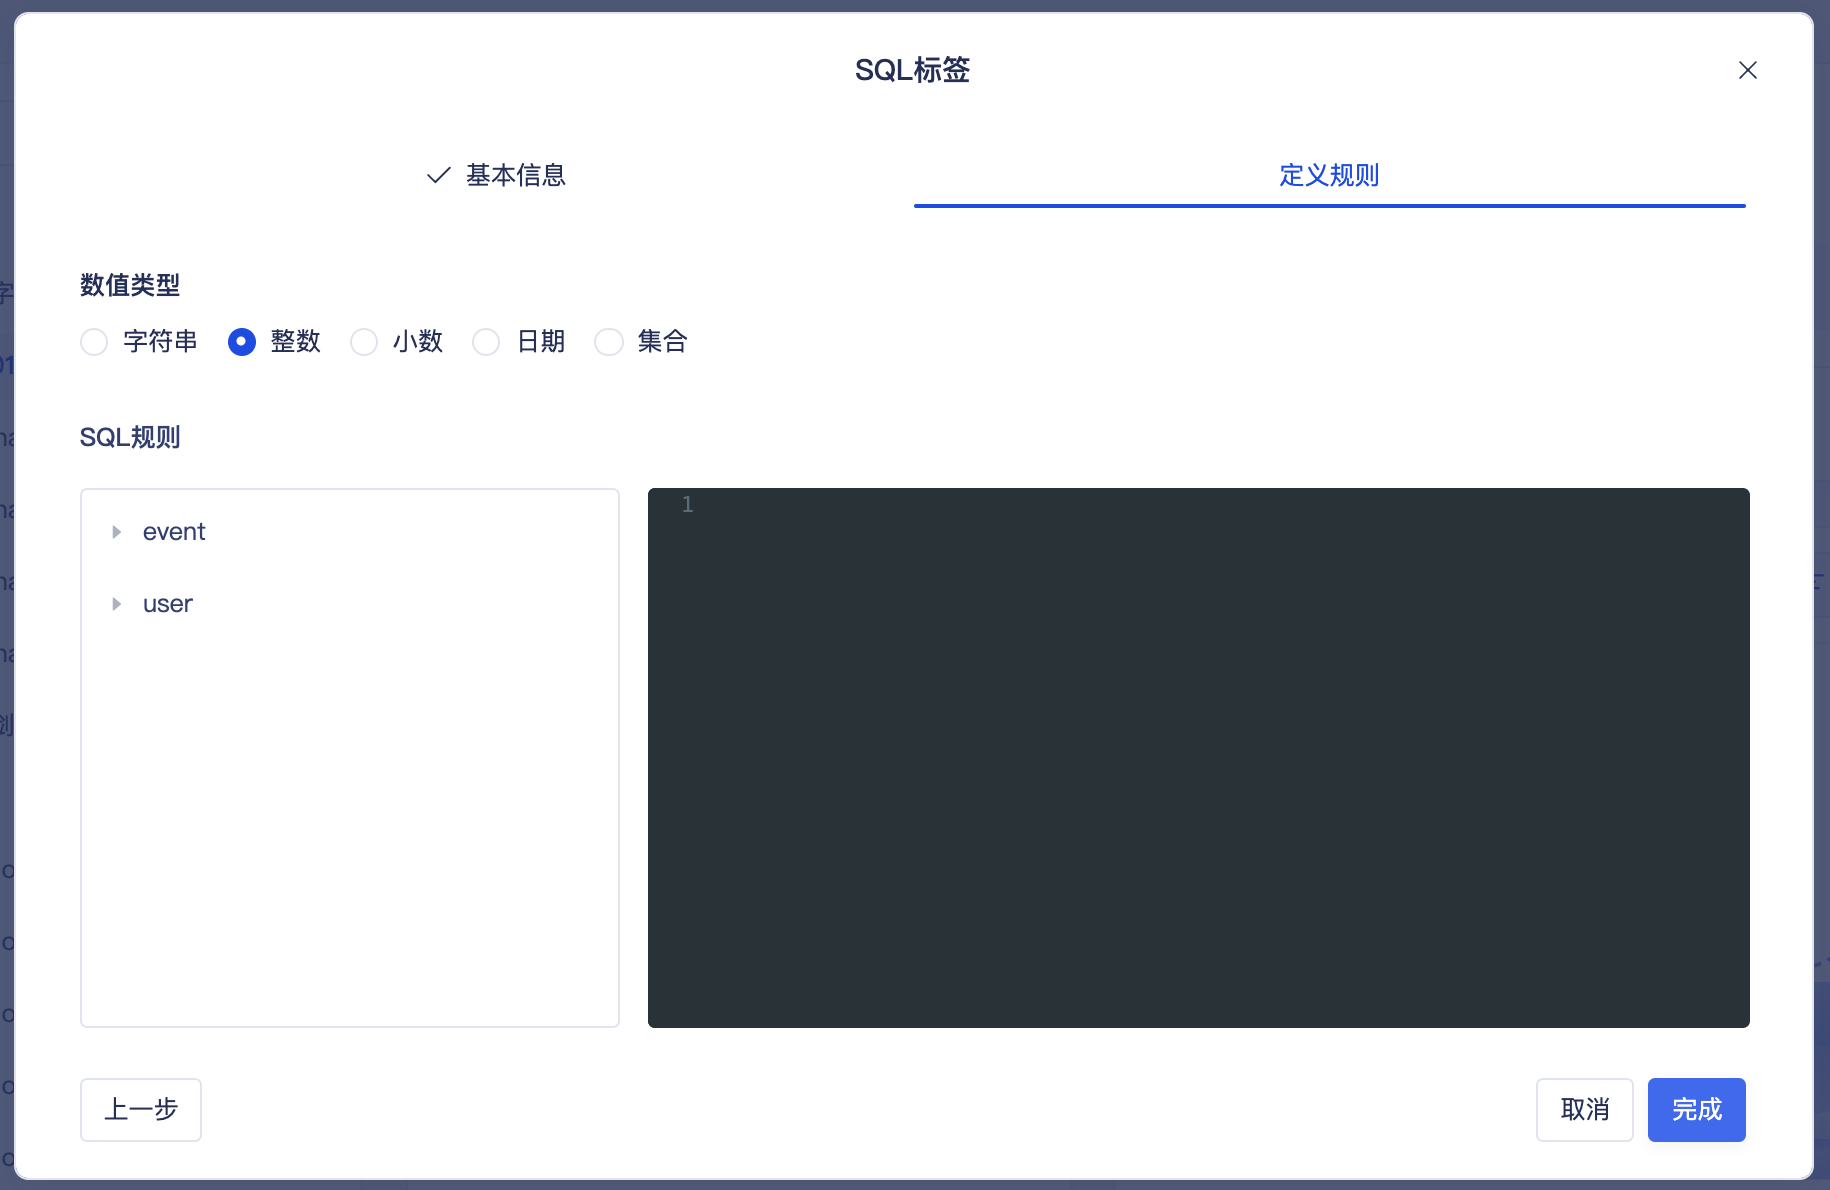 SQL标签
基本信息
定义规则
数值类型
字符串 整数 小数 日期 集合
SQL规则
event
user
1
上一步
取消
完成